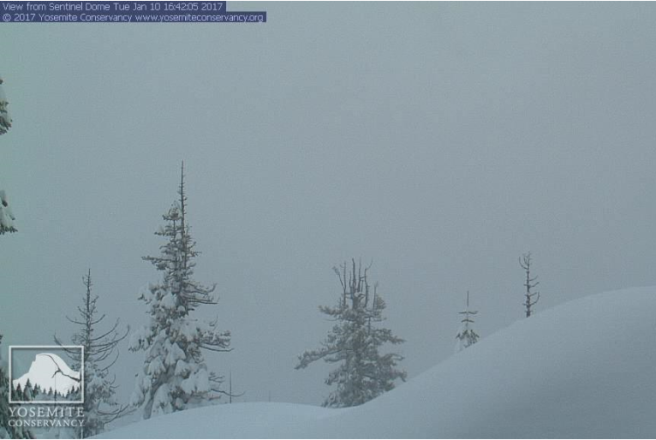 View from Sentinel Dome Tue Jan 10 16:42:05 2017
© 2017 Yosemite Conservancy www.yosemiteconservancy.org
YOSEMITE
CONSERVANCY